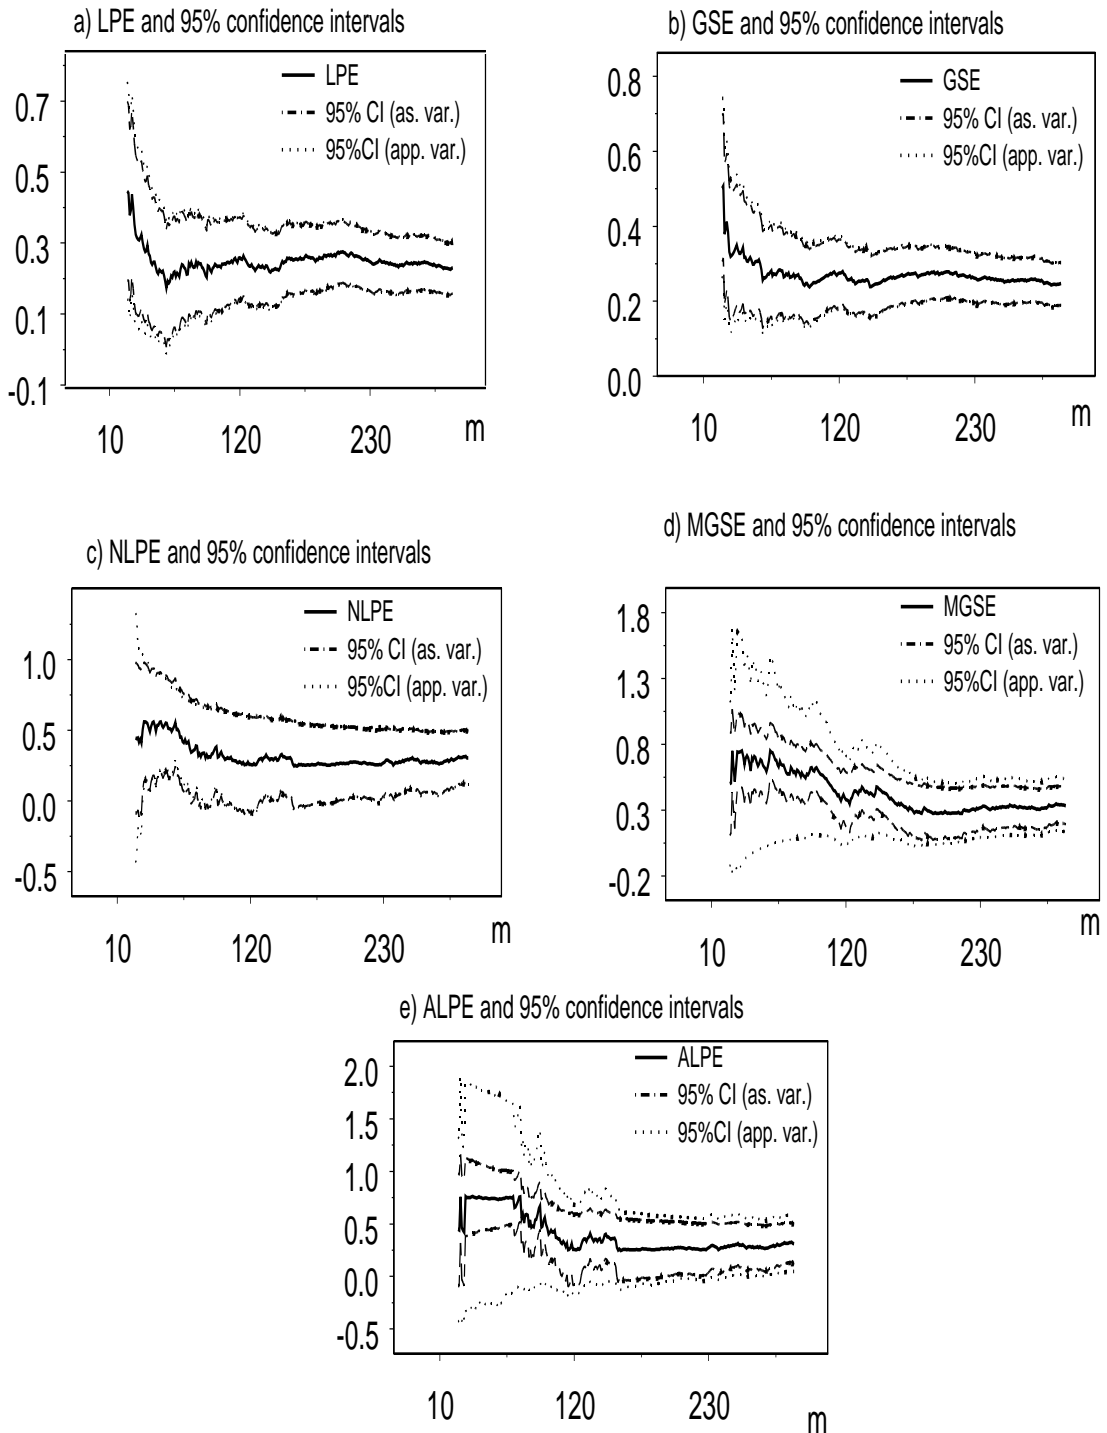 a) LPE and 95% confidence intervals
LPE
95% CI (as. var.)
95%CI (app. var.)
0.7
0.5
0.3
0.1
-0.1
10 120 230 m
b) GSE and 95% confidence intervals
GSE
95% CI (as. var.)
95%CI (app. var.)
0.8
0.6
0.4
0.2
0.0
10 120 230 m
c) NLPE and 95% confidence intervals
NLPE
95% CI (as. var.)
95%CI (app. var.)
1.0
0.5
0.0
-0.5
10 120 230 m
d) MGSE and 95% confidence intervals
MGSE
95% CI (as. var.)
95%CI (app. var.)
1.8
1.3
0.8
0.3
-0.2
10 120 230 m
e) ALPE and 95% confidence intervals
ALPE
95% CI (as. var.)
95%CI (app. var.)
2.0
1.5
1.0
0.5
0.0
-0.5
10 120 230 m